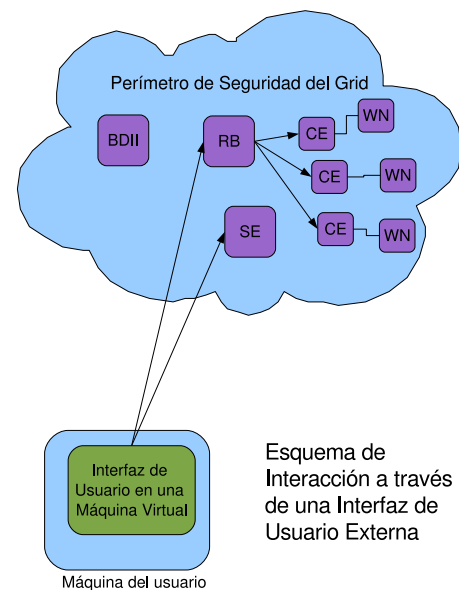 Perímetro de Seguridad del Grid
BDII
RB
CE
WN
CE
WN
SE
CE
WN
Interfaz de
Usuario en una
Máquina Virtual
Máquina del usuario
Esquema de
Interacción a través
de una Interfaz de
Usuario Externa